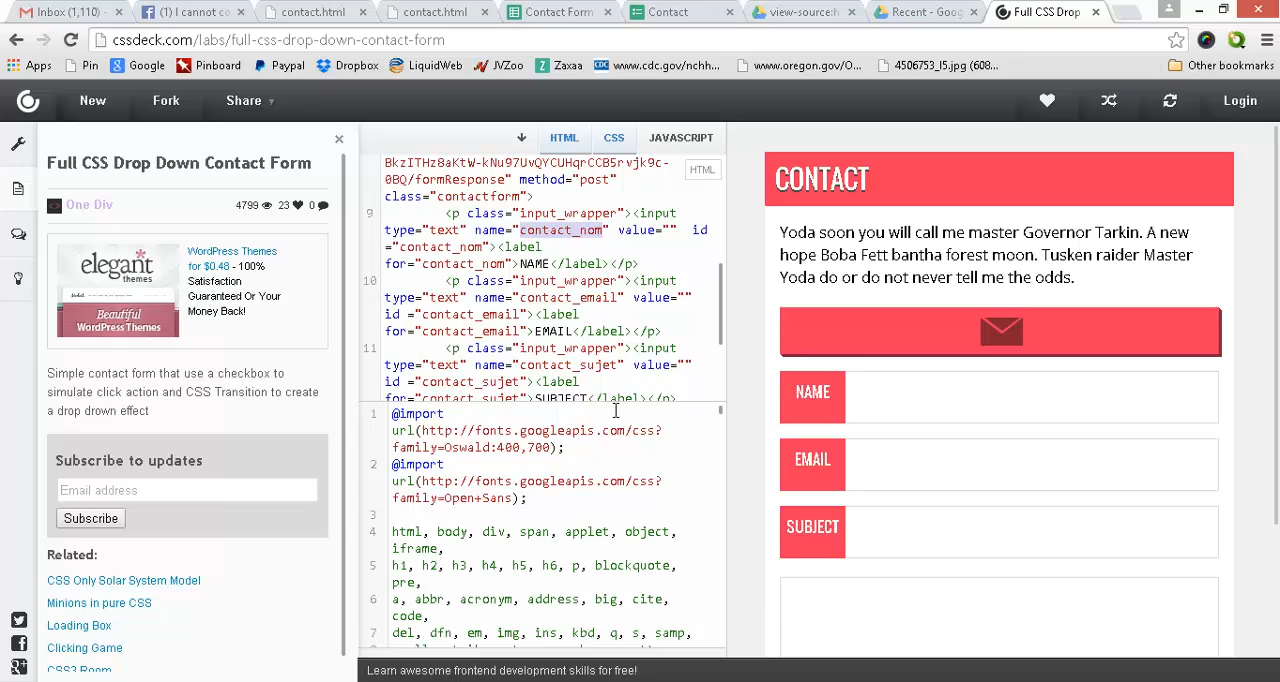 Inbox (1,110) -
(1) I cannot co
contact.html
contact.html
Contact Form
Contact
view-source:h
Recent - Goog
Full CSS Drop
cssdeck.com/labs/full-css-drop-down-contact-form
Apps
Pin
Google
Pinboard
Paypal
Dropbox
LiquidWeb
JVZoo
Zaxaa
www.cdc.gov/nchh...
www.oregon.gov/O...
4506753_l5.jpg (608...
Other bookmarks
New
Fork
Share
Login
Full CSS Drop Down Contact Form
One Div
4799
23
0
elegant
themes
Beautiful
WordPress Themes
WordPress Themes
for $0.48 - 100%
Satisfaction
Guaranteed Or Your
Money Back!
Simple contact form that use a checkbox to
simulate click action and CSS Transition to create
a drop drown effect
Subscribe to updates
Email address
Subscribe
Related:
CSS Only Solar System Model
Minions in pure CSS
Loading Box
Clicking Game
CSS3 Room
HTML
CSS
JAVASCRIPT
HTML
BkzITHz8aKtW-kNu97UvQYCUHqrCCB5rvjk9c-
0BQ/formResponse" method="post"
class="contactform">
9 <p class="input_wrapper"><input
type="text" name="contact_nom" value="" id
="contact_nom"><label
for="contact_nom">NAME</label></p>
10 <p class="input_wrapper"><input
type="text" name="contact_email" value=""
id ="contact_email"><label
for="contact_email">EMAIL</label></p>
11 <p class="input_wrapper"><input
type="text" name="contact_sujet" value=""
id ="contact_sujet"><label
for="contact_sujet">SUBJECT</label></p>
1 @import
url(http://fonts.googleapis.com/css?
family=Oswald:400,700);
2 @import
url(http://fonts.googleapis.com/css?
family=Open+Sans);
3
4 html, body, div, span, applet, object,
iframe,
5 h1, h2, h3, h4, h5, h6, p, blockquote,
pre,
6 a, abbr, acronym, address, big, cite,
code,
7 del, dfn, em, img, ins, kbd, q, s, samp,
Learn awesome frontend development skills for free!
CONTACT
Yoda soon you will call me master Governor Tarkin. A new
hope Boba Fett bantha forest moon. Tusken raider Master
Yoda do or do not never tell me the odds.
NAME
EMAIL
SUBJECT